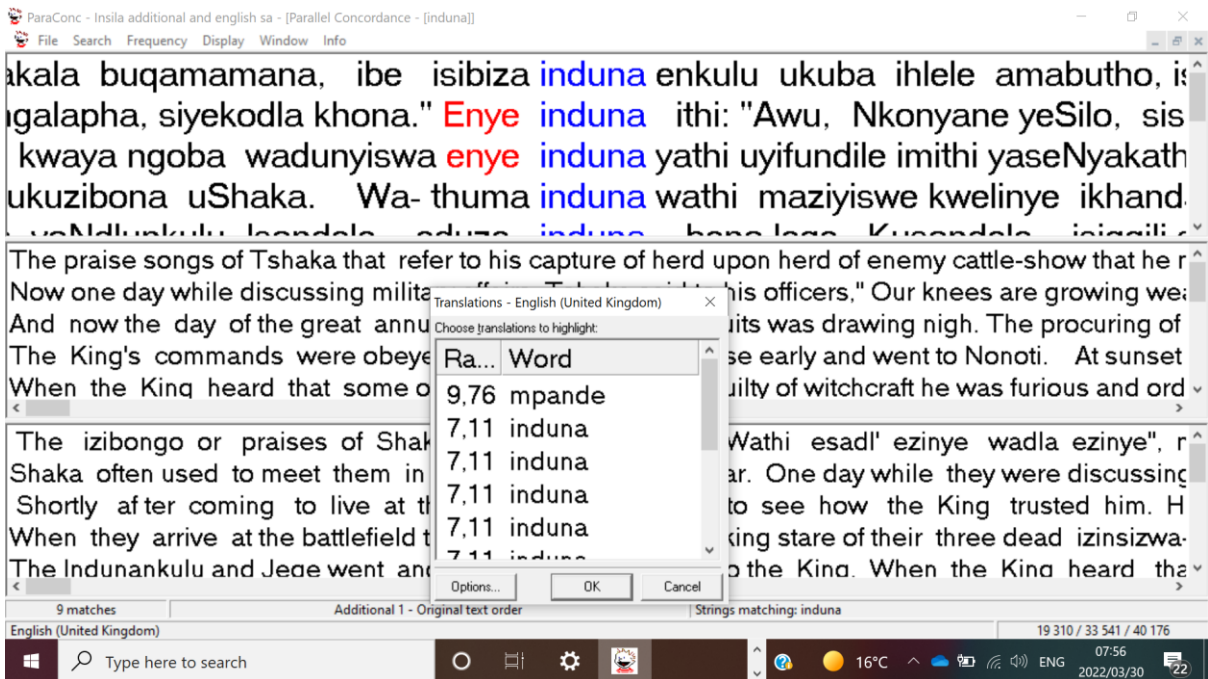 ParaConc - Insila additional and english sa - [Parallel Concordance - [induna]]
File Search Frequency Display Window Info
akala buqamamana, ibe isibiza induna enkulu ukuba ihlele amabutho, is
ngalapha, siyekodla khona." Enye induna ithi: "Awu, Nkonyane yeSilo, sis
kwaya ngoba wadunyiswa enye induna yathi uyifundile imithi yaseNyakath
ukuzibona uShaka. Wa- thuma induna wathi maziyiswe kwelinye ikhand
The praise songs of Tshaka that refer to his capture of herd upon herd of enemy cattle-show that he r
Now one day while discussing milita his officers," Our knees are growing wea
And now the day of the great annu its was drawing nigh. The procuring of
The King's commands were obeye se early and went to Nonoti. At sunset
When the King heard that some o ilty of witchcraft he was furious and ord
The izibongo or praises of Shak Wathi esadl' ezinye wadla ezinye",
Shaka often used to meet them in ar. One day while they were discussing
Shortly af ter coming to live at th to see how the King trusted him. H
When they arrive at the battlefield t king stare of their three dead izinsizwa-
The Indunankulu and Jeqe went and o the King. When the King heard tha
Translations - English (United Kingdom)
Choose translations to highlight:
Ra... Word
9,76 mpande
7,11 induna
7,11 induna
7,11 induna
7,11 induna
7,11 induna
Options... OK Cancel
9 matches Additional 1 - Original text order Strings matching: induna
English (United Kingdom) 19 310 / 33 541 / 40 176
Type here to search 16°C ENG 07:56
2022/03/30 22